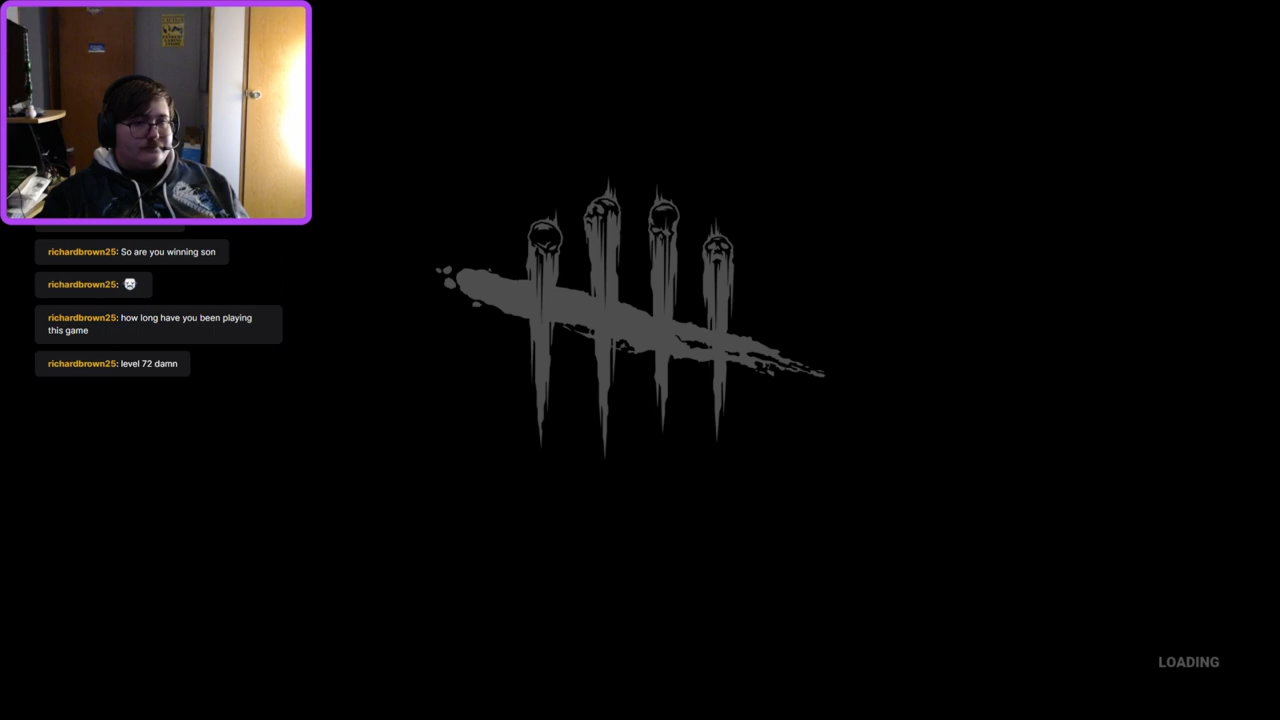 richardbrown25: So are you winning son
richardbrown25:
richardbrown25: how long have you been playing
this game
richardbrown25: level 72 damn
LOADING